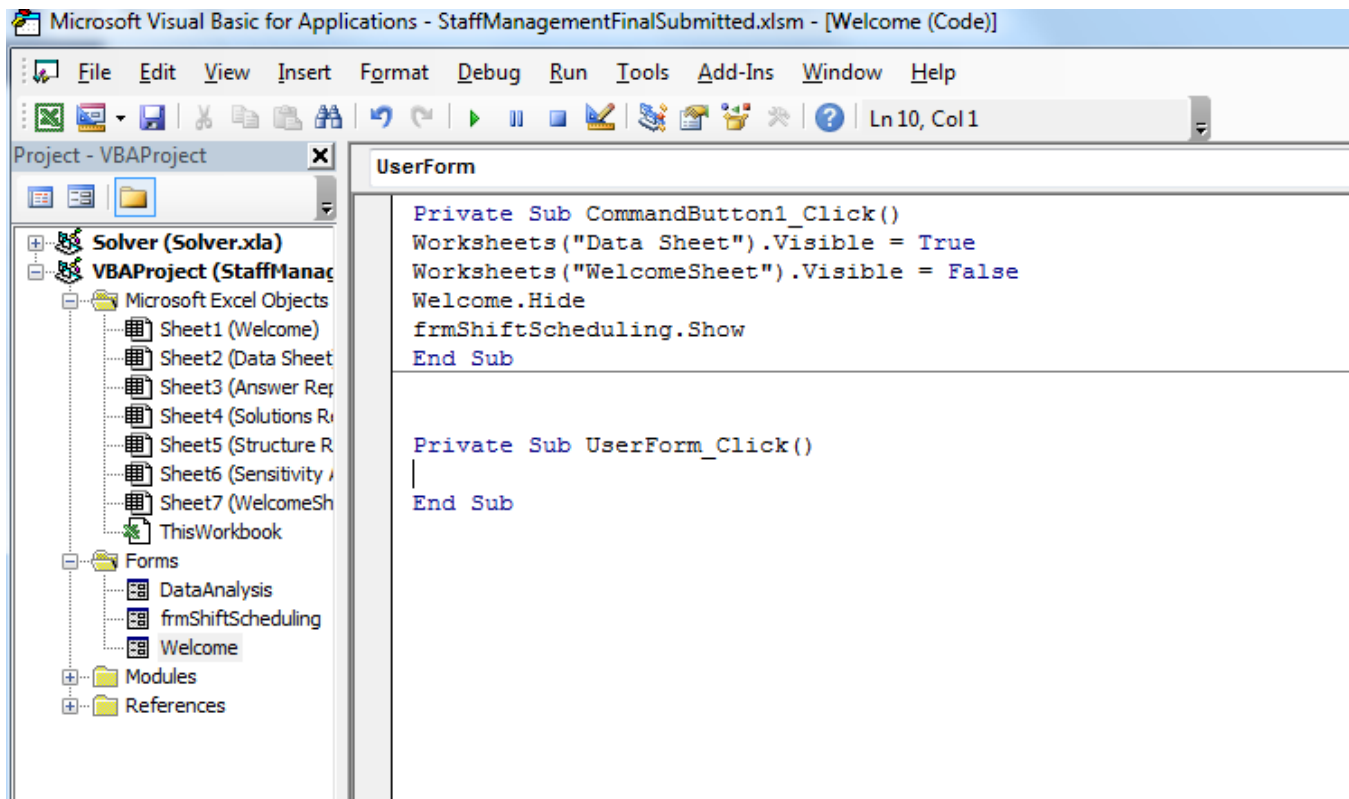 Microsoft Visual Basic for Applications - StaffManagementFinalSubmitted.xlsm - [Welcome (Code)]
File Edit View Insert Format Debug Run Tools Add-Ins Window Help
Ln 10, Col 1
Project - VBAProject
UserForm
Solver (Solver.xla)
VBAProject (StaffManag
Microsoft Excel Objects
Sheet1 (Welcome)
Sheet2 (Data Sheet
Sheet3 (Answer Rep
Sheet4 (Solutions R
Sheet5 (Structure R
Sheet6 (Sensitivity
Sheet7 (WelcomeSh
ThisWorkbook
Forms
DataAnalysis
frmShiftScheduling
Welcome
Modules
References
Private Sub CommandButton1_Click()
Worksheets("Data Sheet").Visible = True
Worksheets("WelcomeSheet").Visible = False
Welcome.Hide
frmShiftScheduling.Show
End Sub
Private Sub UserForm_Click()
End Sub